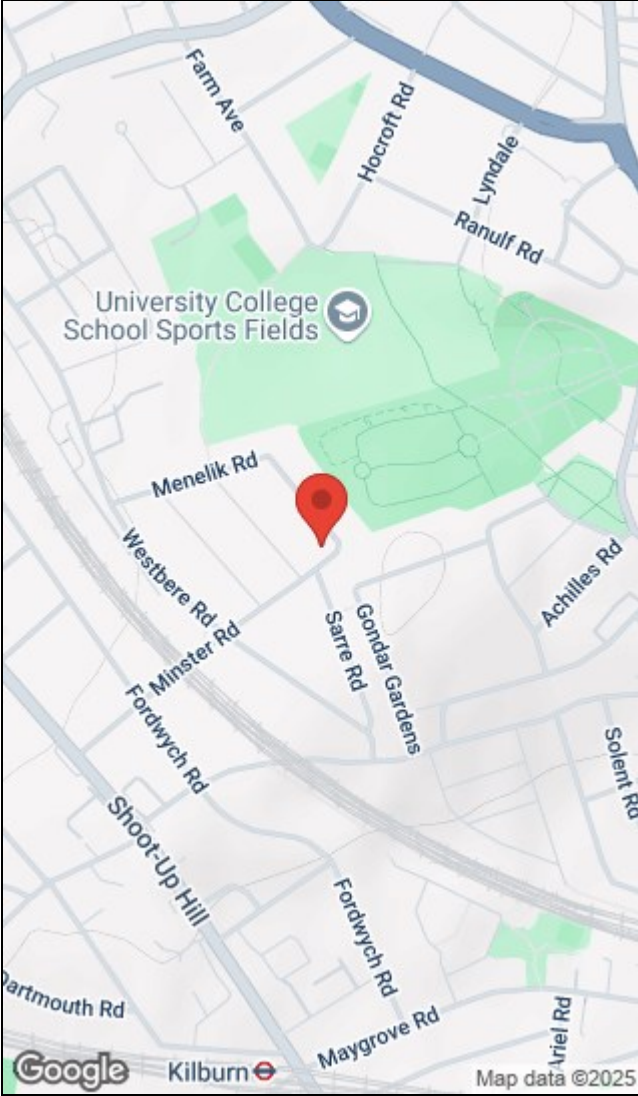 Farm Ave
Hocroft Rd
Lyndale
Ranulf Rd
University College
School Sports Fields
Menelik Rd
Westbere Rd
Minster Rd
Sarre Rd
Gondar Gardens
Achilles Rd
Fordwych Rd
Solent Rd
Shoot-Up Hill
Fordwych Rd
Dartmouth Rd
Maygrove Rd
Ariel Rd
Kilburn
Google
Map data ©2025